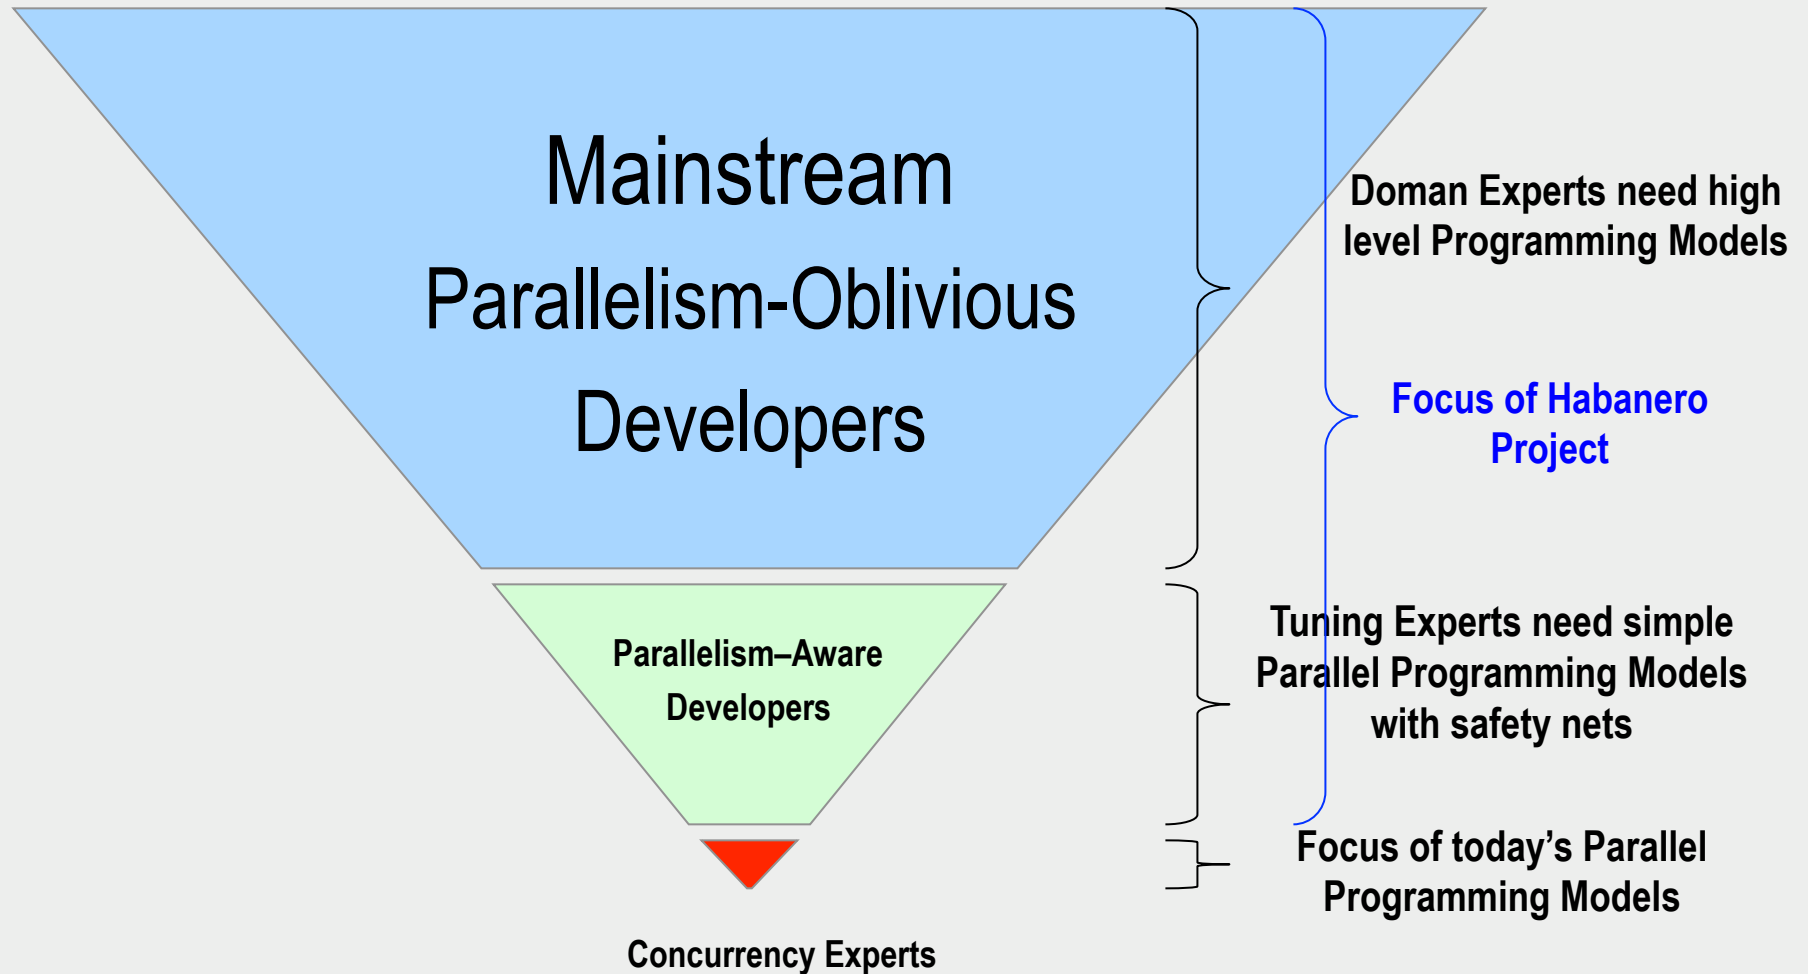 Mainstream
Parallelism-Oblivious
Developers
Doman Experts need high
level Programming Models
Focus of Habanero
Project
Parallelism–Aware
Developers
Tuning Experts need simple
Parallel Programming Models
with safety nets
Focus of today’s Parallel
Programming Models
Concurrency Experts